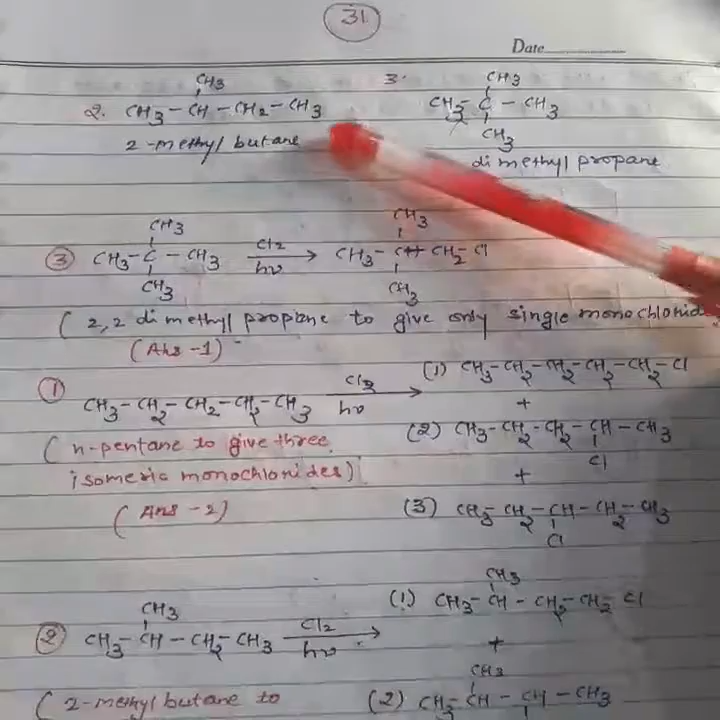 31
Date
CH3 3. CH3
2. CH3 - CH - CH2 - CH3 CH3 - C - CH3
2-methyl butane CH3
dimethyl propane
CH3 CH3
③ CH3 - C - CH3 Cl2 → CH3 - CH CH2 Cl
hν
CH3 CH3
( 2,2 dimethyl propane to give only single monochloride
(Ans -1)
① CH3 - CH2 - CH2 - CH2 - CH3 Cl2 → (1) CH3-CH2-CH2-CH2-CH2-Cl
hν +
( n-pentane to give three (2) CH3-CH2-CH2-CH-CH3
Cl
isomeric monochlorides) +
( Ans -2) (3) CH3-CH2-CH-CH2-CH3
Cl
CH3 (1) CH3
② CH3 - CH - CH2 - CH3 Cl2 → CH3 - CH - CH2 - CH2 Cl
hν +
( 2-methyl butane to CH3
(2) CH3 - CH - CH - CH3